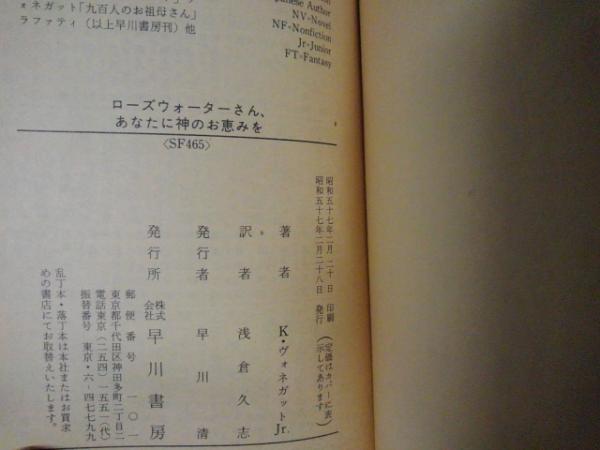 ォネガット「九百人のお祖母さん」
ラファティ（以上早川書房刊）他
anese Author
NV=Novel
NF=Nonfiction
Jr=Junior
FT=Fantasy
ローズウォーターさん、
あなたに神のお恵みを
〈SF465〉
昭和五十七年二月二十日 印刷
昭和五十七年二月二十八日 発行
（定価はカバーに表示してあります）
著者 K・ヴォネガットJr.
訳者 浅倉久志
発行者 早川清
発行所 株式会社 早川書房
郵便番号 一〇一
東京都千代田区神田多町二丁目二
電話東京（二五四）一五五一（代）
振替番号 東京・六－四七七九九
乱丁本・落丁本は本社またはお買求
めの書店にてお取替えいたします。